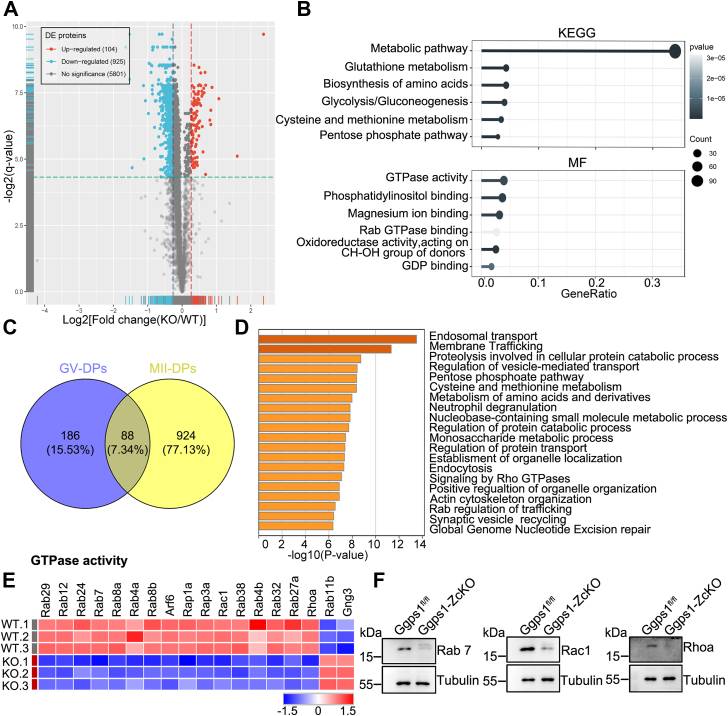 A
DE proteins
Up−regulated (104)
Down−regulated (925)
No significance (5801)
-log2(q-value)
10.0
7.5
5.0
2.5
0.0
−4
−2
0
2
Log2[Fold change(KO/WT)]
B
KEGG
Metabolic pathway
Glutathione metabolism
Biosynthesis of amino acids
Glycolysis/Gluconeogenesis
Cysteine and methionine metabolism
Pentose phosphate pathway
MF
GTPase activity
Phosphatidylinositol binding
Magnesium ion binding
Rab GTPase binding
Oxidoreductase activity,acting on
CH-OH group of donors
GDP binding
0.0
0.1
0.2
0.3
GeneRatio
pvalue
3e−05
1e−05
Count
30
60
90
C
GV-DPs
MII-DPs
186
(15.53%)
88
(7.34%)
924
(77.13%)
D
Endosomal transport
Membrane Trafficking
Proteolysis involved in cellular protein catabolic process
Regulation of vesicle-mediated transport
Pentose phosphoate pathway
Cysteine and methionine metabolism
Metabolism of amino acids and derivatives
Neutrophil degranulation
Nucleobase-containing small molecule metabolic process
Regulation of protein catabolic process
Monosaccharide metabolic process
Regulation of protein transport
Establisment of organelle localization
Endocytosis
Signaling by Rho GTPases
Positive regualtion of organelle organization
Actin cytoskeleton organization
Rab regulation of trafficking
Synaptic vesicle recycling
Global Genome Nucleotide Excision repair
0 2 4 6 8 10 12 14
-log10(P-value)
E
GTPase activity
Rab29 Rab12 Rab24 Rab7 Rab8a Rab4a Rab8b Arf6 Rap1a Rap3a Rac1 Rab38 Rab4b Rab32 Rab27a Rhoa Rab11b Gng3
WT.1
WT.2
WT.3
KO.1
KO.2
KO.3
-1.5 1.5
F
Ggps1fl/fl Ggps1-ZcKO
kDa
15
Rab 7
55
Tubulin
Ggps1fl/fl Ggps1-ZcKO
kDa
15
Rac1
55
Tubulin
Ggps1fl/fl Ggps1-ZcKO
kDa
15
Rhoa
55
Tubulin